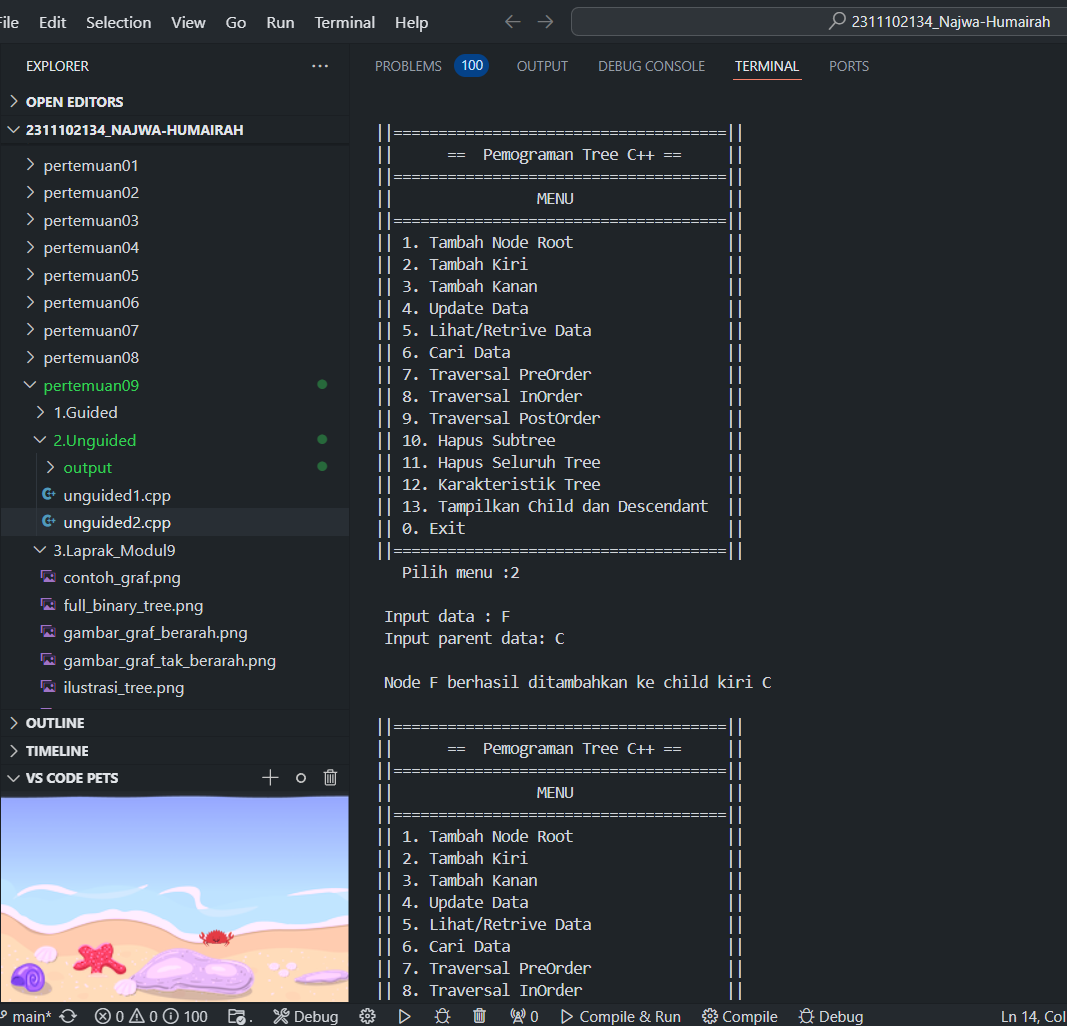 File Edit Selection View Go Run Terminal Help 2311102134_Najwa-Humairah
EXPLORER ...
OPEN EDITORS
2311102134_NAJWA-HUMAIRAH
pertemuan01
pertemuan02
pertemuan03
pertemuan04
pertemuan05
pertemuan06
pertemuan07
pertemuan08
pertemuan09
1.Guided
2.Unguided
output
unguided1.cpp
unguided2.cpp
3.Laprak_Modul9
contoh_graf.png
full_binary_tree.png
gambar_graf_berarah.png
gambar_graf_tak_berarah.png
ilustrasi_tree.png
OUTLINE
TIMELINE
VS CODE PETS
PROBLEMS 100 OUTPUT DEBUG CONSOLE TERMINAL PORTS
||=====================================||
|| == Pemograman Tree C++ == ||
||=====================================||
|| MENU ||
||=====================================||
|| 1. Tambah Node Root ||
|| 2. Tambah Kiri ||
|| 3. Tambah Kanan ||
|| 4. Update Data ||
|| 5. Lihat/Retrive Data ||
|| 6. Cari Data ||
|| 7. Traversal PreOrder ||
|| 8. Traversal InOrder ||
|| 9. Traversal PostOrder ||
|| 10. Hapus Subtree ||
|| 11. Hapus Seluruh Tree ||
|| 12. Karakteristik Tree ||
|| 13. Tampilkan Child dan Descendant ||
|| 0. Exit ||
||=====================================||
Pilih menu :2
Input data : F
Input parent data: C
Node F berhasil ditambahkan ke child kiri C
||=====================================||
|| == Pemograman Tree C++ == ||
||=====================================||
|| MENU ||
||=====================================||
|| 1. Tambah Node Root ||
|| 2. Tambah Kiri ||
|| 3. Tambah Kanan ||
|| 4. Update Data ||
|| 5. Lihat/Retrive Data ||
|| 6. Cari Data ||
|| 7. Traversal PreOrder ||
|| 8. Traversal InOrder ||
main* 0 0 100 . Debug 0 Compile & Run Compile Debug Ln 14, Col